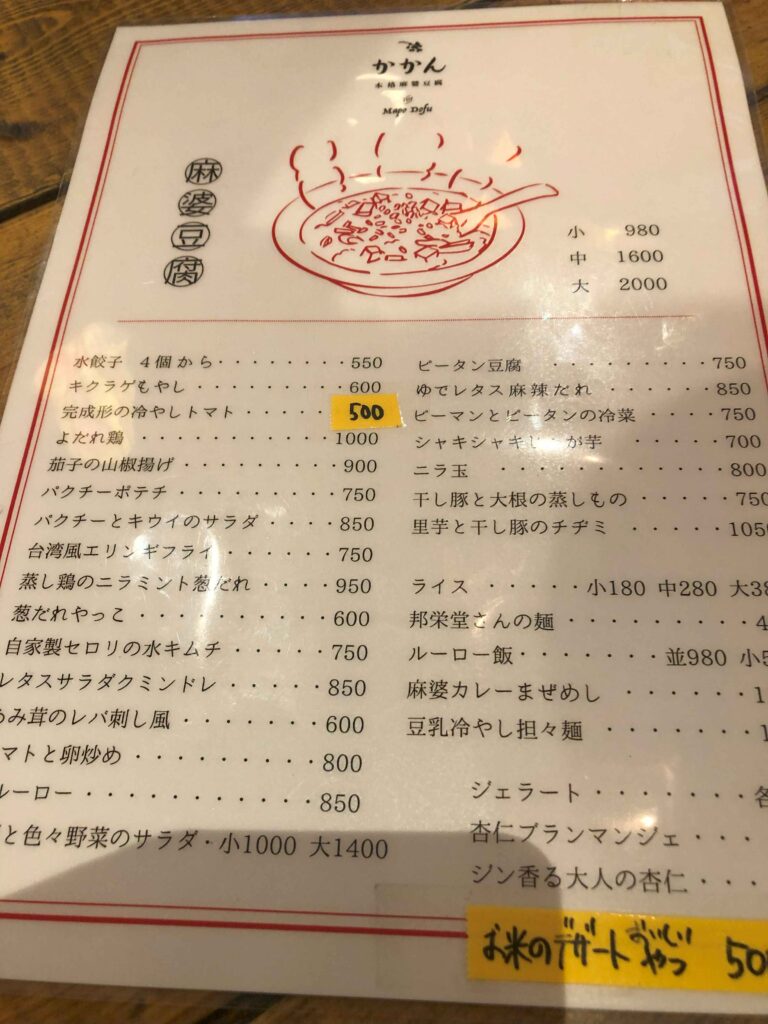 かかん
本格麻婆豆腐
Mapo Dofu
麻婆豆腐
小 980
中 1600
大 2000
水餃子 4個から・・・・・・・・550
キクラゲもやし・・・・・・・・・600
完成形の冷やしトマト・・・・・・500
よだれ鶏・・・・・・・・・・・1000
茄子の山椒揚げ・・・・・・・・・900
パクチーポテチ・・・・・・・・・750
パクチーとキウイのサラダ・・・・・850
台湾風エリンギフライ・・・・・・750
蒸し鶏のニラミント葱だれ・・・・950
葱だれやっこ・・・・・・・・・・600
自家製セロリの水キムチ・・・・・750
レタスサラダクミンドレ・・・・・850
み茸のレバ刺し風・・・・・・・600
マトと卵炒め・・・・・・・・・800
ルーロー・・・・・・・・・・・850
と色々野菜のサラダ・小1000 大1400
ピータン豆腐・・・・・・・・・750
ゆでレタス麻辣だれ・・・・・・850
ピーマンとピータンの冷菜・・・・750
シャキシャキじゃが芋・・・・・700
ニラ玉・・・・・・・・・・・・800
干し豚と大根の蒸しもの・・・・・750
里芋と干し豚のチヂミ・・・・・・1050
ライス・・・・・小180 中280 大38
邦栄堂さんの麺・・・・・・・・・4
ルーロー飯・・・・・・・並980 小5
麻婆カレーまぜめし・・・・・・1
豆乳冷やし担々麺・・・・・・・1
ジェラート・・・・・・・各
杏仁ブランマンジェ・・・・
ジン香る大人の杏仁・・・・
お米のデザート おいしいやつ 50